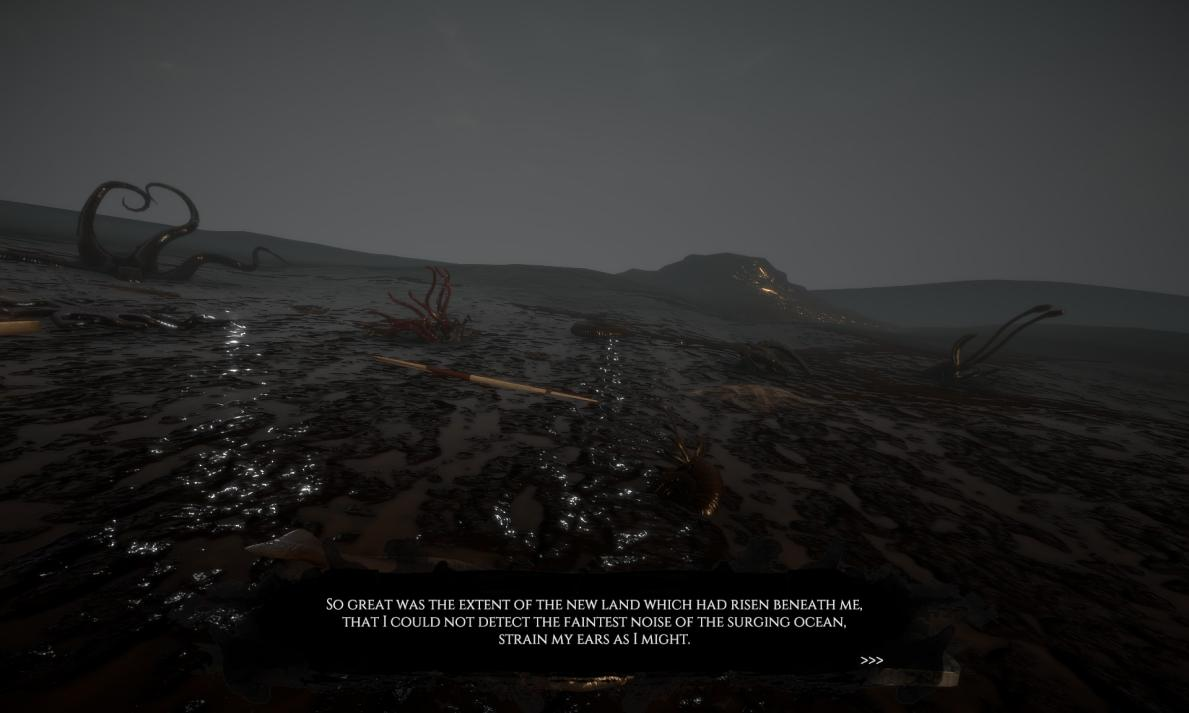 So great was the extent of the new land which had risen beneath me,
that I could not detect the faintest noise of the surging ocean,
strain my ears as I might.
>>>